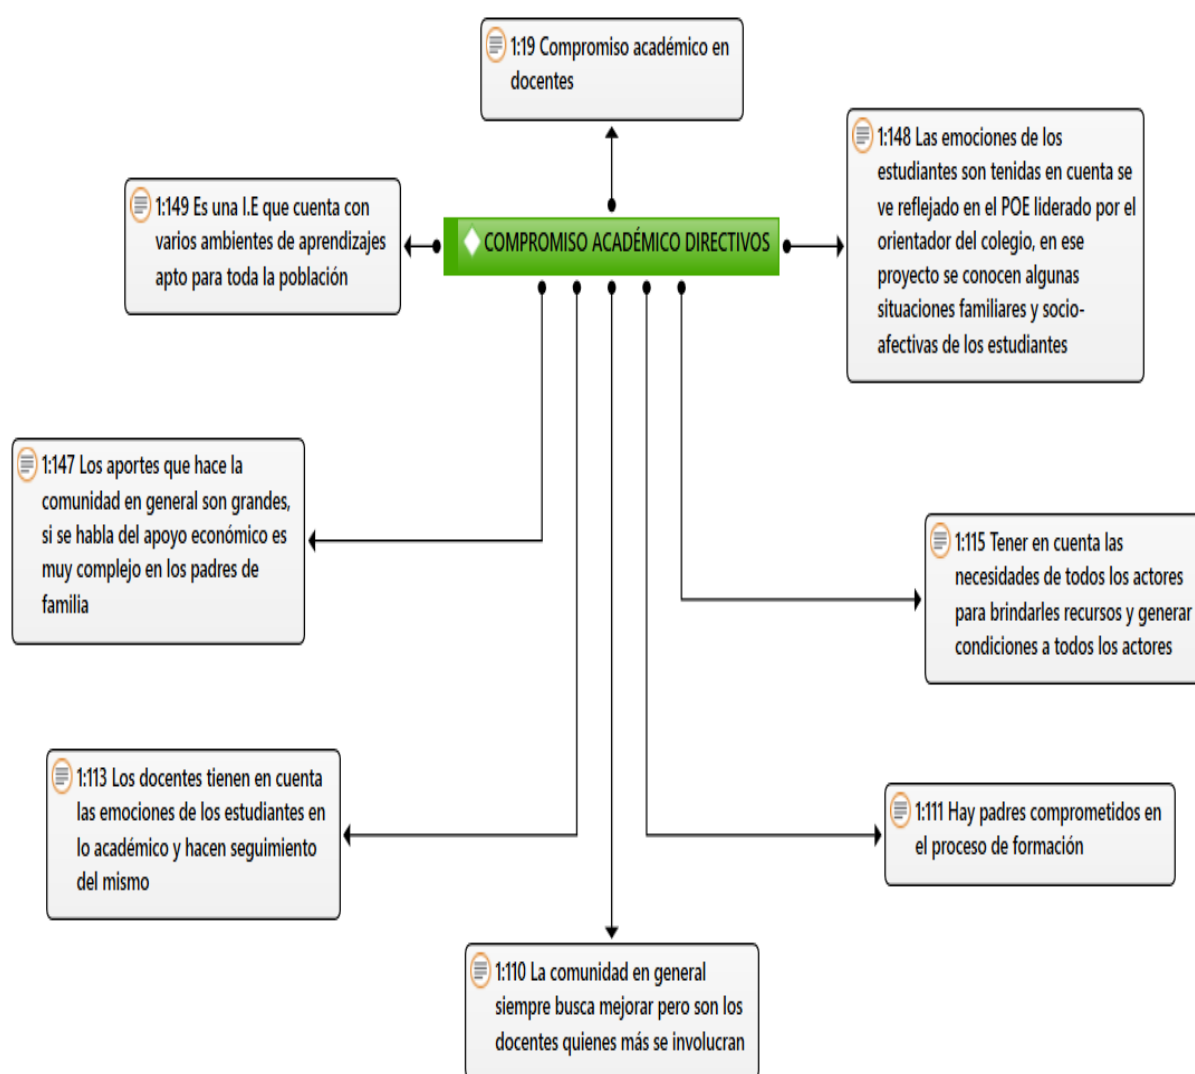 1:19 Compromiso académico en
docentes
1:148 Las emociones de los
estudiantes son tenidas en cuenta se
ve reflejado en el POE liderado por el
orientador del colegio, en ese
proyecto se conocen algunas
situaciones familiares y socio-
afectivas de los estudiantes
1:149 Es una I.E que cuenta con
varios ambientes de aprendizajes
apto para toda la población
COMPROMISO ACADÉMICO DIRECTIVOS
1:147 Los aportes que hace la
comunidad en general son grandes,
si se habla del apoyo económico es
muy complejo en los padres de
familia
1:115 Tener en cuenta las
necesidades de todos los actores
para brindarles recursos y generar
condiciones a todos los actores
1:113 Los docentes tienen en cuenta
las emociones de los estudiantes en
lo académico y hacen seguimiento
del mismo
1:111 Hay padres comprometidos en
el proceso de formación
1:110 La comunidad en general
siempre busca mejorar pero son los
docentes quienes más se involucran